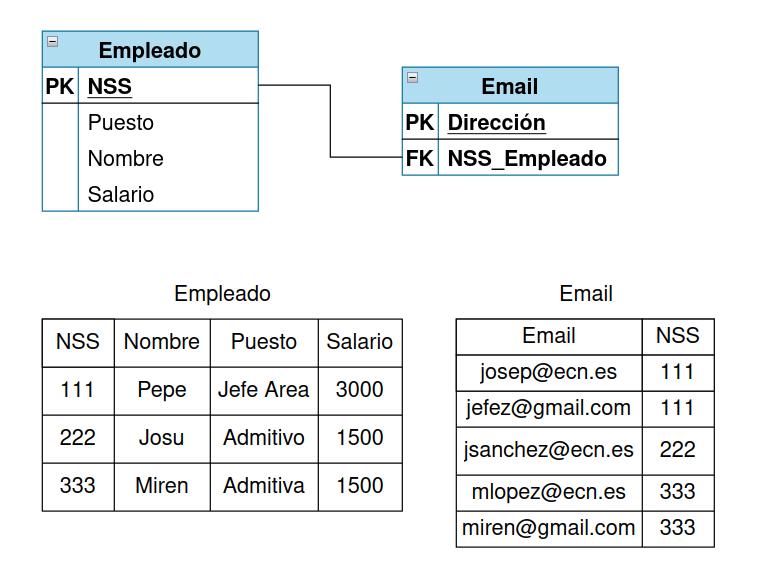 Empleado
PK NSS
Puesto
Nombre
Salario
Email
PK Dirección
FK NSS_Empleado
Empleado
NSS Nombre Puesto Salario
111 Pepe Jefe Area 3000
222 Josu Admitivo 1500
333 Miren Admitiva 1500
Email
Email NSS
josep@ecn.es 111
jefez@gmail.com 111
jsanchez@ecn.es 222
mlopez@ecn.es 333
miren@gmail.com 333